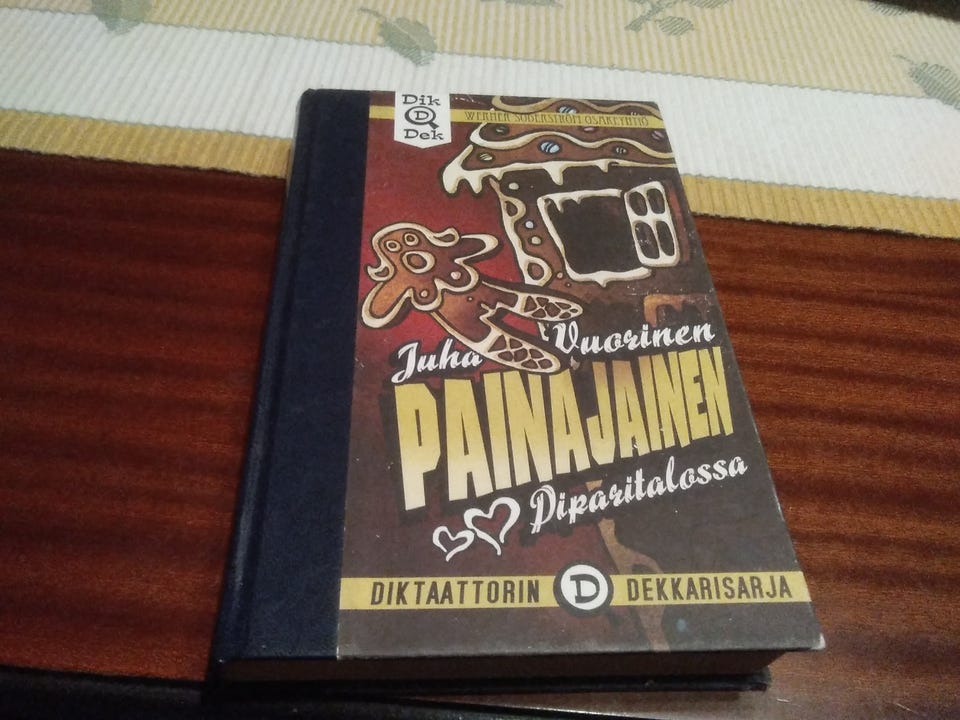 Dik
D
Dek
WERNER SÖDERSTRÖM OSAKEYHTIÖ
Juha Vuorinen
PAINAJAINEN
Piparitalossa
DIKTAATTORIN D DEKKARISARJA